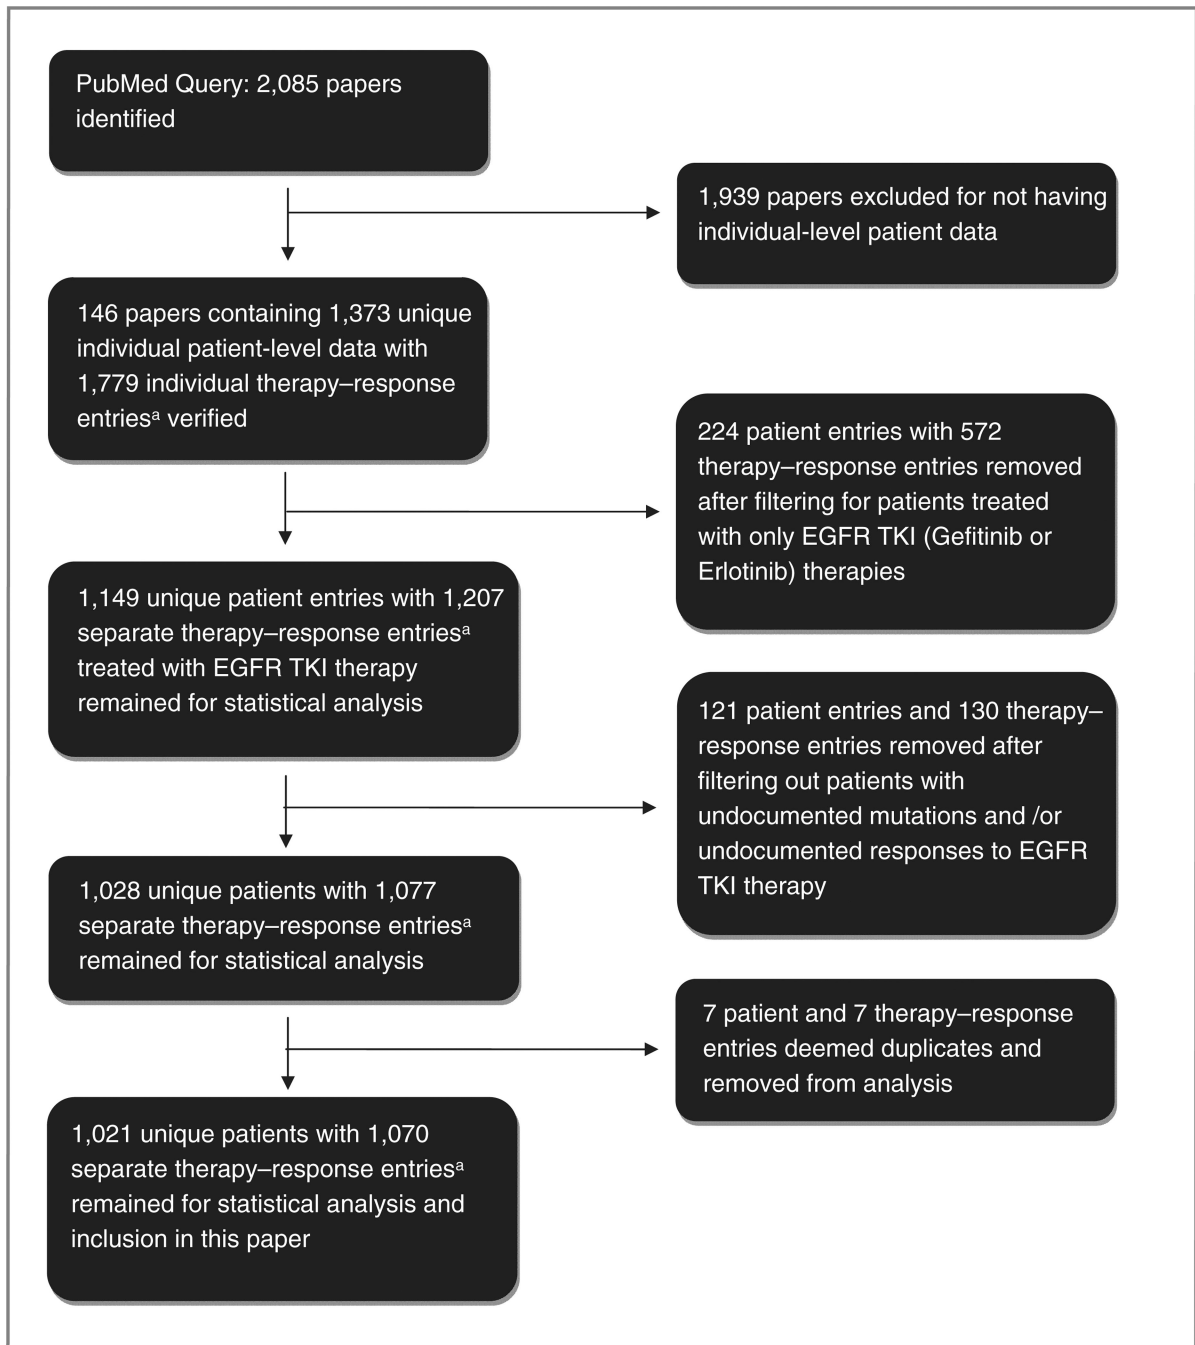 PubMed Query: 2,085 papers
identified
1,939 papers excluded for not having
individual-level patient data
146 papers containing 1,373 unique
individual patient-level data with
1,779 individual therapy–response
entriesᵃ verified
224 patient entries with 572
therapy–response entries removed
after filtering for patients treated
with only EGFR TKI (Gefitinib or
Erlotinib) therapies
1,149 unique patient entries with 1,207
separate therapy–response entriesᵃ
treated with EGFR TKI therapy
remained for statistical analysis
121 patient entries and 130 therapy–
response entries removed after
filtering out patients with
undocumented mutations and /or
undocumented responses to EGFR
TKI therapy
1,028 unique patients with 1,077
separate therapy–response entriesᵃ
remained for statistical analysis
7 patient and 7 therapy–response
entries deemed duplicates and
removed from analysis
1,021 unique patients with 1,070
separate therapy–response entriesᵃ
remained for statistical analysis and
inclusion in this paper